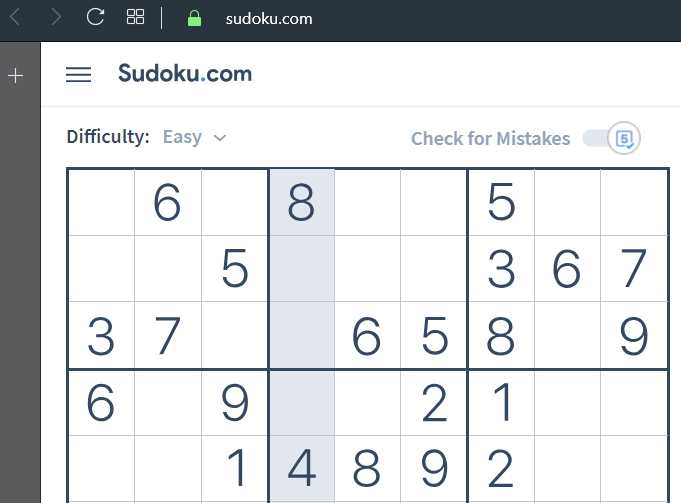 sudoku.com
Sudoku.com
Difficulty: Easy
Check for Mistakes
6 8 5
5 3 6 7
3 7 6 5 8 9
6 9 2 1
1 4 8 9 2